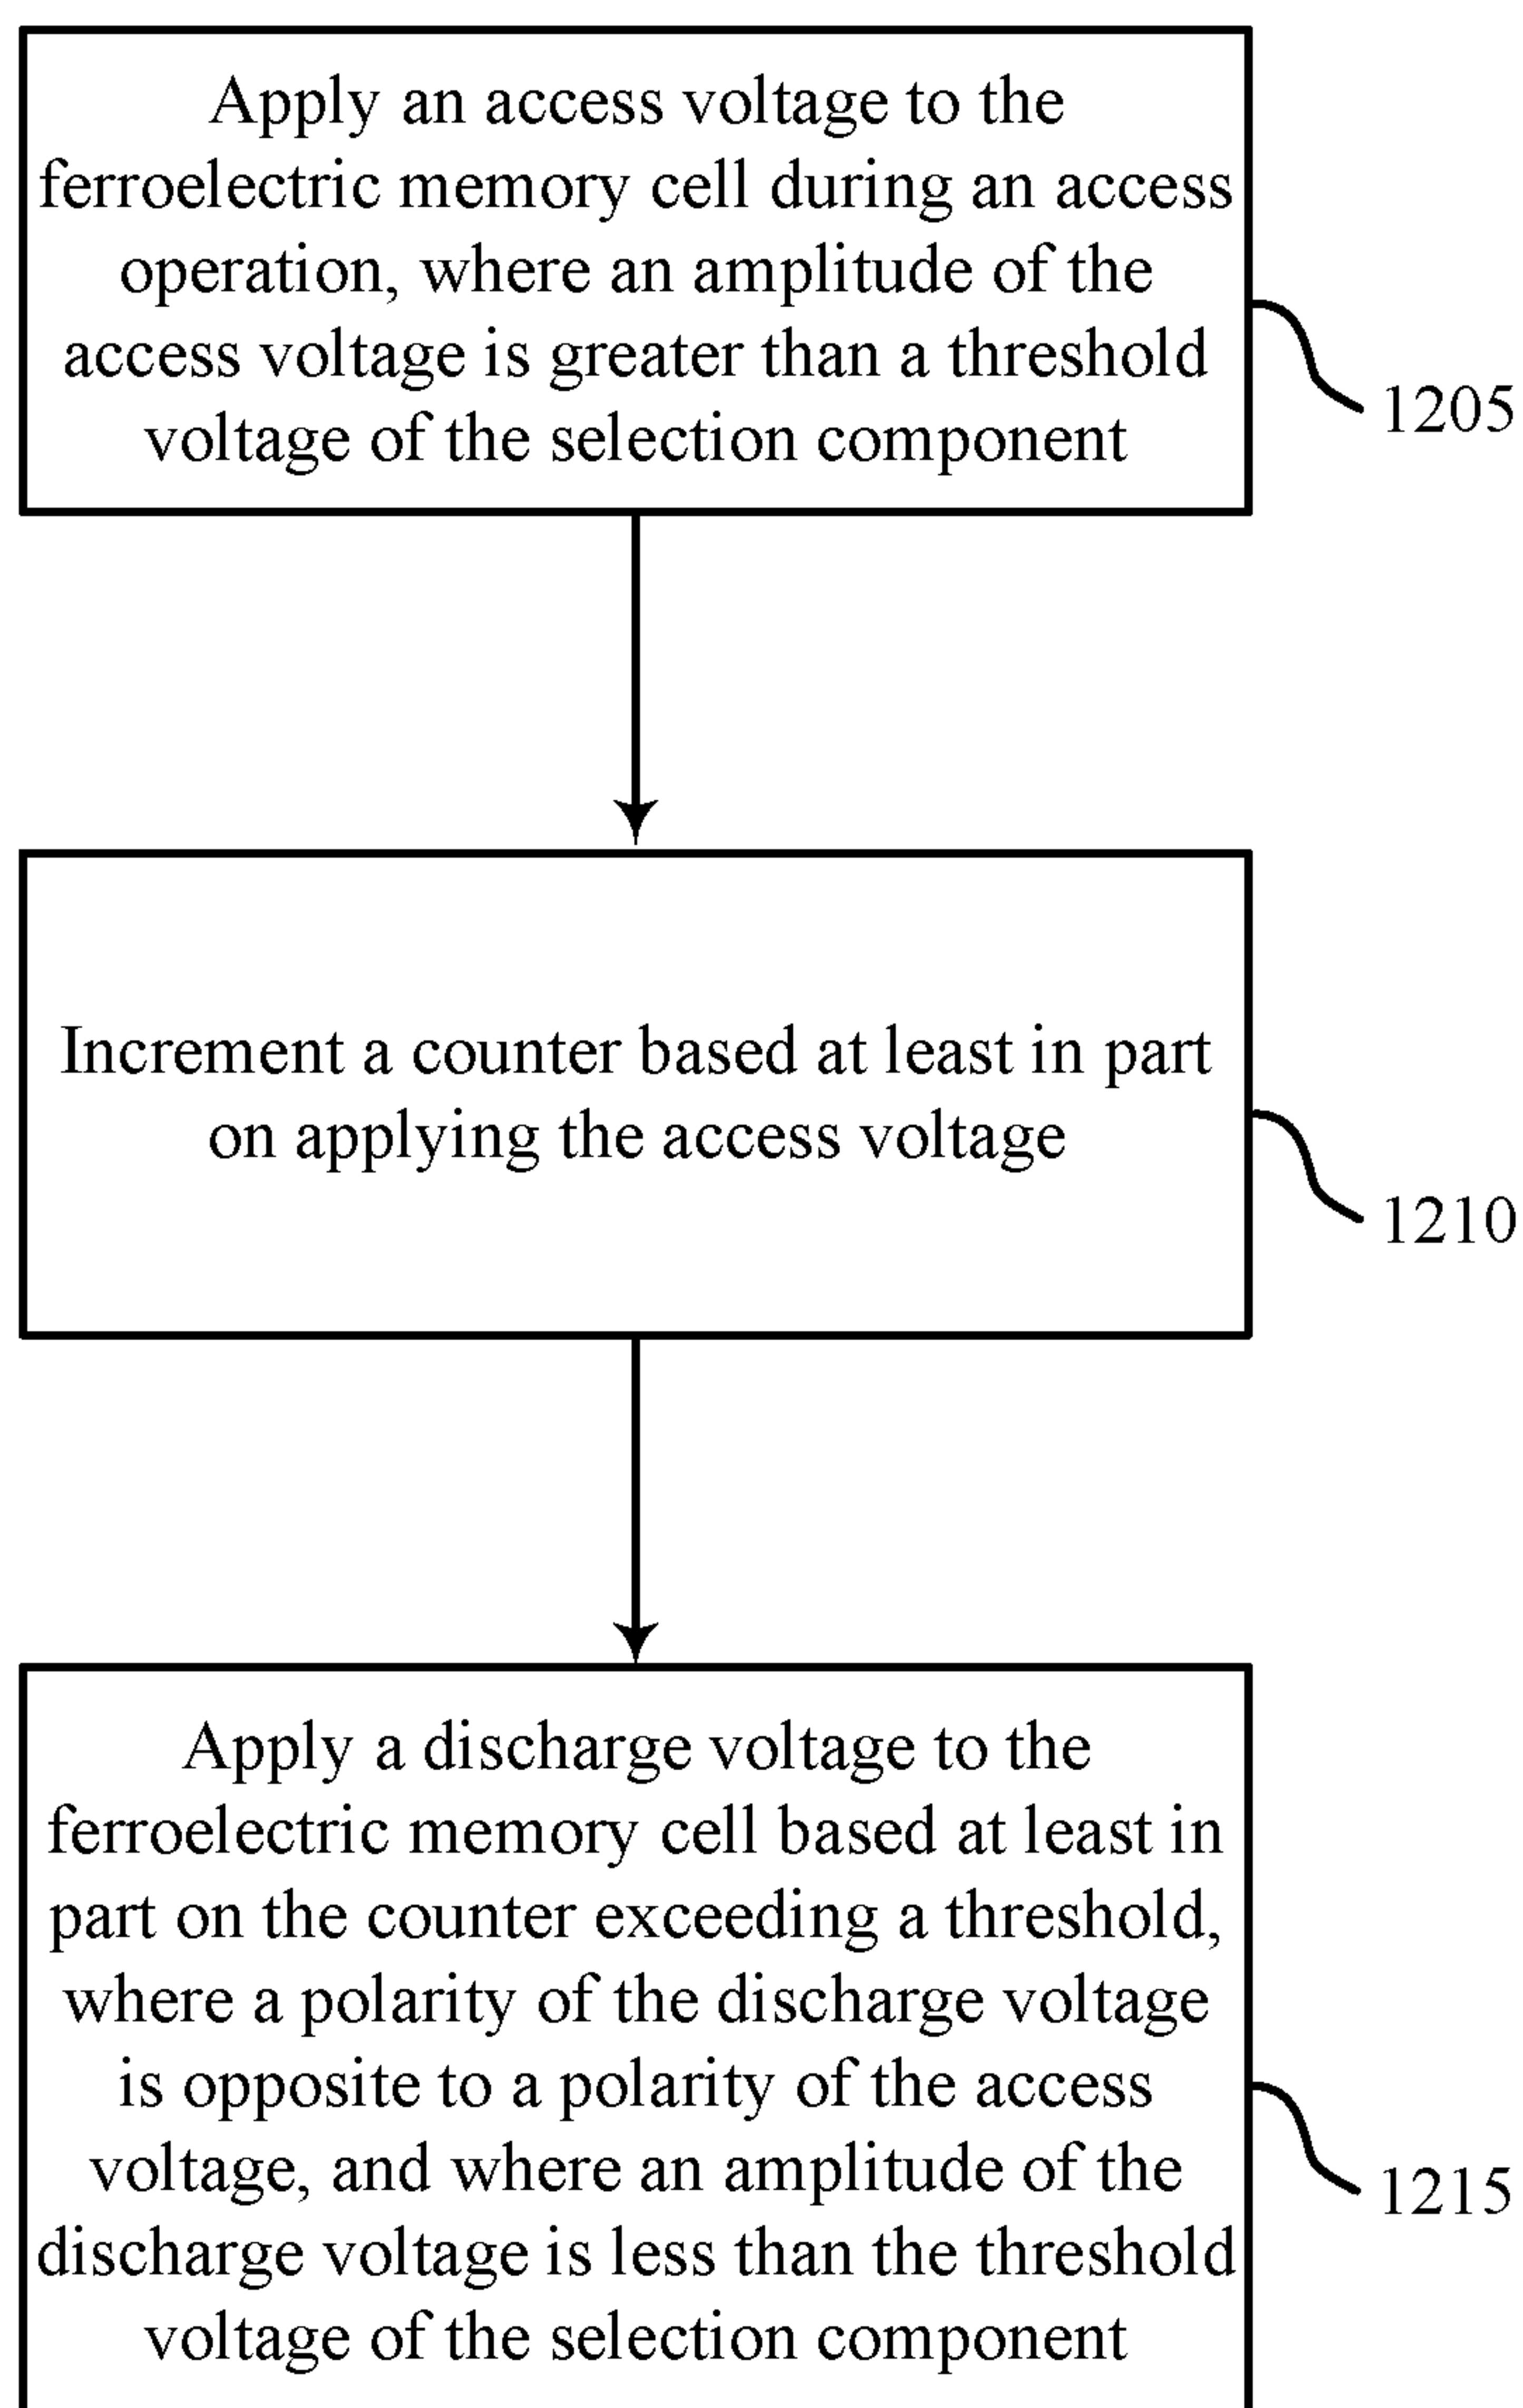 Apply an access voltage to the
ferroelectric memory cell during an access
operation, where an amplitude of the
access voltage is greater than a threshold
voltage of the selection component
1205
Increment a counter based at least in part
on applying the access voltage
1210
Apply a discharge voltage to the
ferroelectric memory cell based at least in
part on the counter exceeding a threshold,
where a polarity of the discharge voltage
is opposite to a polarity of the access
voltage, and where an amplitude of the
discharge voltage is less than the threshold
voltage of the selection component
1215